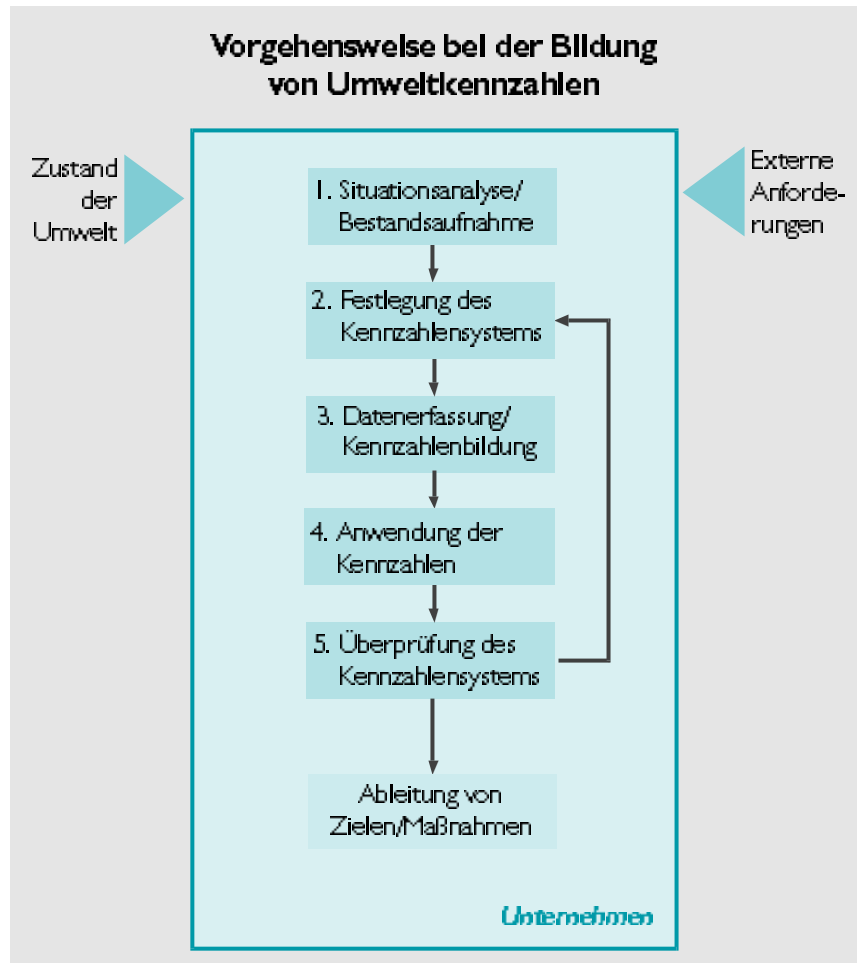 Vorgehensweise bei der Bildung
von Umweltkennzahlen
Zustand
der
Umwelt
Externe
Anforde-
rungen
1. Situationsanalyse/
Bestandsaufnahme
2. Festlegung des
Kennzahlensystems
3. Datenerfassung/
Kennzahlenbildung
4. Anwendung der
Kennzahlen
5. Überprüfung des
Kennzahlensystems
Ableitung von
Zielen/Maßnahmen
Unternehmen